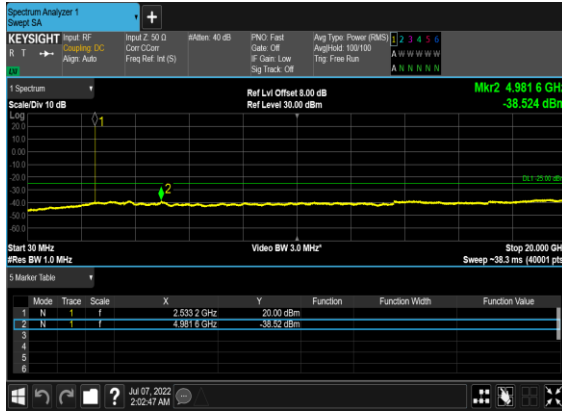 Spectrum Analyzer 1
Swept SA
+
KEYSIGHT Input: RF Input Z: 50 Ω #Atten: 40 dB PNO: Fast Avg Type: Power (RMS) 1 2 3 4 5 6
R T Coupling: DC Corr CCorr Gate: Off Avg|Hold: 100/100 A W W W W W
Align: Auto Freq Ref: Int (S) IF Gain: Low Trig: Free Run
Sig Track: Off A N N N N N
LU
1 Spectrum Ref Lvl Offset 8.00 dB Mkr2 4.981 6 GHz
Scale/Div 10 dB Ref Level 30.00 dBm -38.524 dBm
Log
20.0
10.0
0.00
-10.0
-20.0
-30.0
-40.0
-50.0
-60.0
1
2
DL1 -25.00 dBm
Start 30 MHz Video BW 3.0 MHz* Stop 20.000 GHz
#Res BW 1.0 MHz Sweep ~38.3 ms (40001 pts)
5 Marker Table
Mode Trace Scale X Y Function Function Width Function Value
1 N 1 f 2.533 2 GHz 20.00 dBm
2 N 1 f 4.981 6 GHz -38.52 dBm
3
4
5
6
? Jul 07, 2022
2:02:47 AM